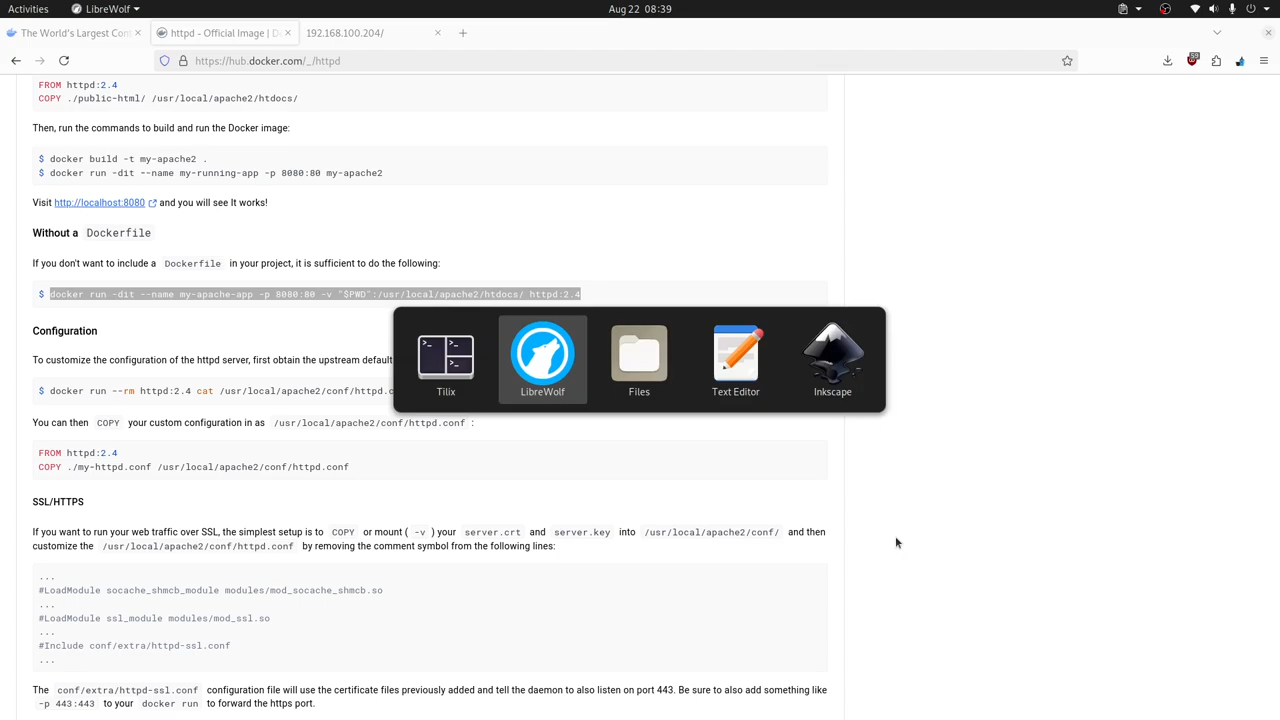 Activities
LibreWolf
Aug 22 08:39
The World's Largest Con
httpd - Official Image | D
192.168.100.204/
https://hub.docker.com/_/httpd
55
FROM httpd:2.4
COPY ./public-html/ /usr/local/apache2/htdocs/
Then, run the commands to build and run the Docker image:
$ docker build -t my-apache2 .
$ docker run -dit --name my-running-app -p 8080:80 my-apache2
Visit http://localhost:8080 and you will see It works!
Without a Dockerfile
If you don't want to include a Dockerfile in your project, it is sufficient to do the following:
$ docker run -dit --name my-apache-app -p 8080:80 -v "$PWD":/usr/local/apache2/htdocs/ httpd:2.4
Configuration
To customize the configuration of the httpd server, first obtain the upstream default
$ docker run --rm httpd:2.4 cat /usr/local/apache2/conf/httpd.c
Tilix
LibreWolf
Files
Text Editor
Inkscape
You can then COPY your custom configuration in as /usr/local/apache2/conf/httpd.conf :
FROM httpd:2.4
COPY ./my-httpd.conf /usr/local/apache2/conf/httpd.conf
SSL/HTTPS
If you want to run your web traffic over SSL, the simplest setup is to COPY or mount ( -v ) your server.crt and server.key into /usr/local/apache2/conf/ and then
customize the /usr/local/apache2/conf/httpd.conf by removing the comment symbol from the following lines:
...
#LoadModule socache_shmcb_module modules/mod_socache_shmcb.so
...
#LoadModule ssl_module modules/mod_ssl.so
...
#Include conf/extra/httpd-ssl.conf
...
The conf/extra/httpd-ssl.conf configuration file will use the certificate files previously added and tell the daemon to also listen on port 443. Be sure to also add something like
-p 443:443 to your docker run to forward the https port.